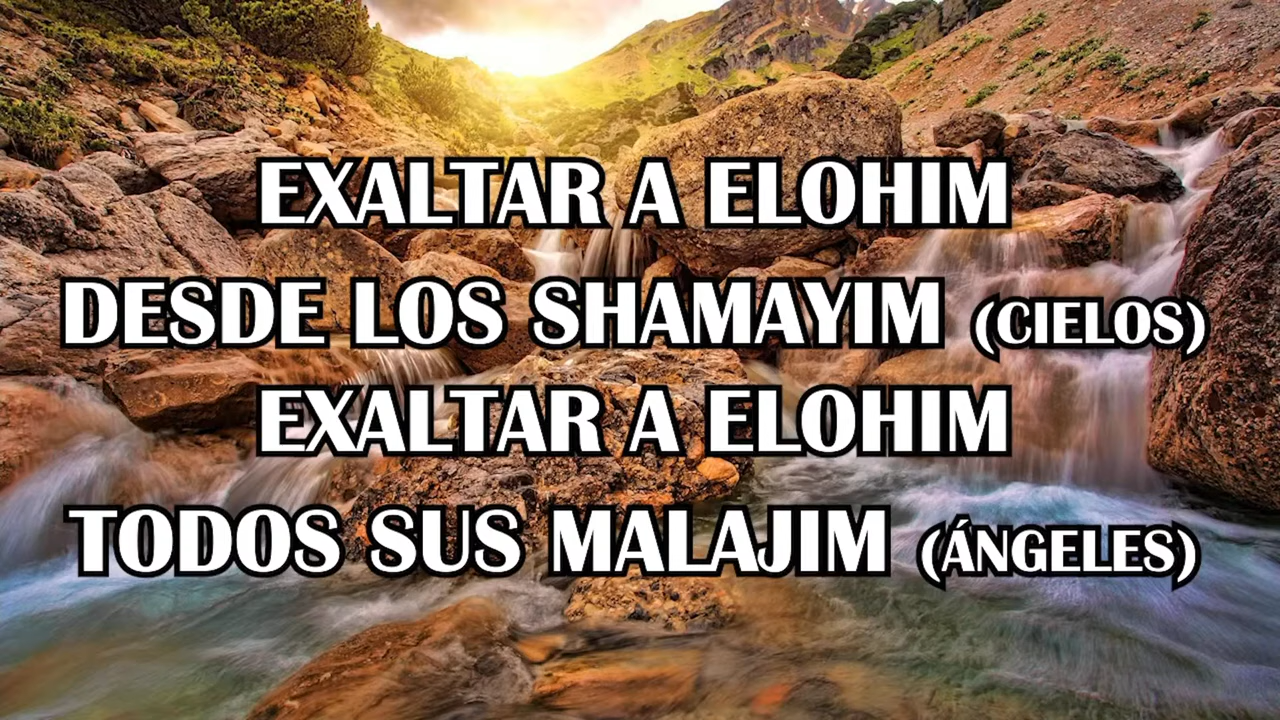 EXALTAR A ELOHIM
DESDE LOS SHAMAYIM (CIELOS)
EXALTAR A ELOHIM
TODOS SUS MALAJIM (ÁNGELES)